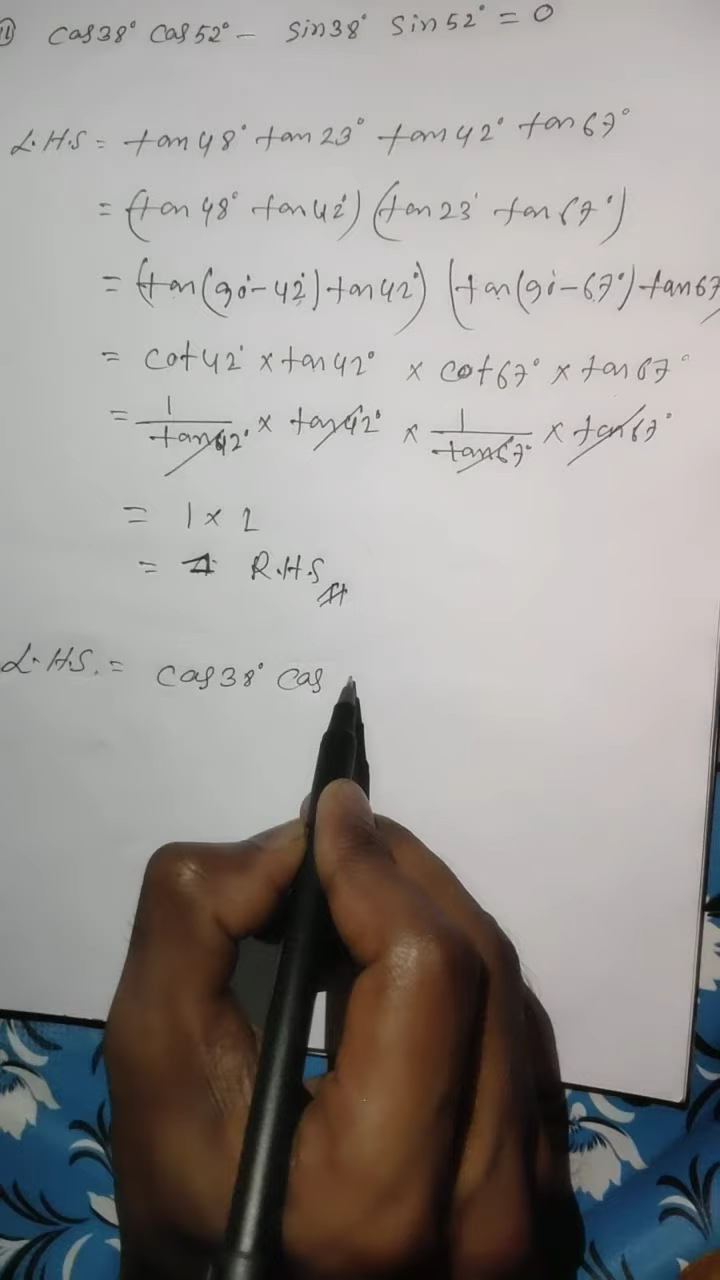 (ii) cos38° cos52° - sin38° sin52° = 0
L.H.S = tan48° tan23° tan42° tan67°
= (tan48° tan42°) (tan23° tan67°)
= (tan(90°-42°) tan42°) (tan(90°-67°) tan67
= cot42° × tan42° × cot67° × tan67°
= 1/tan42° × tan42° × 1/tan67° × tan67°
= 1 × 1
= 1 R.H.S
L.H.S. = cos38° cos